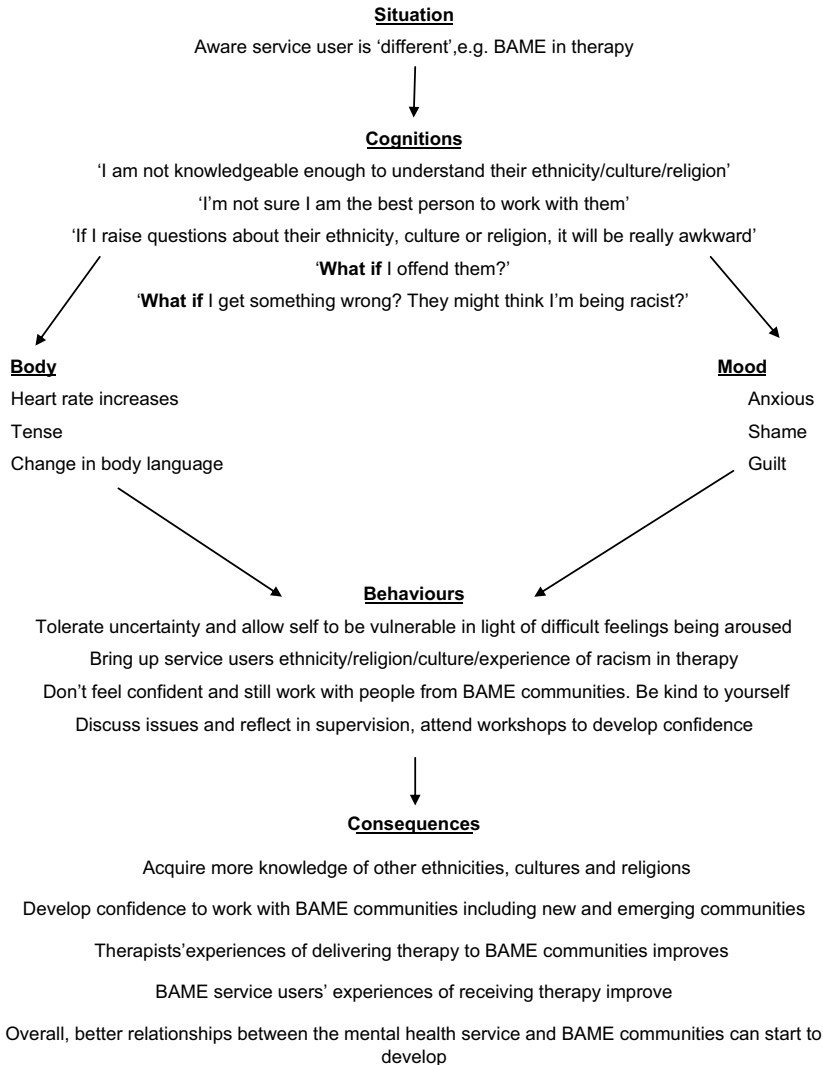 Situation
Aware service user is ‘different’,e.g. BAME in therapy
Cognitions
‘I am not knowledgeable enough to understand their ethnicity/culture/religion’
‘I’m not sure I am the best person to work with them’
‘If I raise questions about their ethnicity, culture or religion, it will be really awkward’
‘What if I offend them?’
‘What if I get something wrong? They might think I’m being racist?’
Body
Heart rate increases
Tense
Change in body language
Mood
Anxious
Shame
Guilt
Behaviours
Tolerate uncertainty and allow self to be vulnerable in light of difficult feelings being aroused
Bring up service users ethnicity/religion/culture/experience of racism in therapy
Don’t feel confident and still work with people from BAME communities. Be kind to yourself
Discuss issues and reflect in supervision, attend workshops to develop confidence
Consequences
Acquire more knowledge of other ethnicities, cultures and religions
Develop confidence to work with BAME communities including new and emerging communities
Therapists’experiences of delivering therapy to BAME communities improves
BAME service users’ experiences of receiving therapy improve
Overall, better relationships between the mental health service and BAME communities can start to
develop